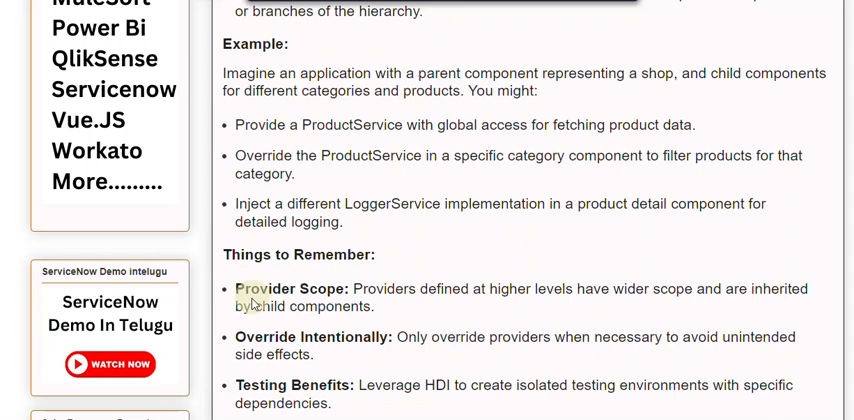 MuleSoft
Power Bi
QlikSense
Servicenow
Vue.JS
Workato
More.........
ServiceNow Demo intelugu
ServiceNow
Demo In Telugu
WATCH NOW
or branches of the hierarchy.
Example:
Imagine an application with a parent component representing a shop, and child components
for different categories and products. You might:
• Provide a ProductService with global access for fetching product data.
• Override the ProductService in a specific category component to filter products for that
category.
• Inject a different LoggerService implementation in a product detail component for
detailed logging.
Things to Remember:
• Provider Scope: Providers defined at higher levels have wider scope and are inherited
by child components.
• Override Intentionally: Only override providers when necessary to avoid unintended
side effects.
• Testing Benefits: Leverage HDI to create isolated testing environments with specific
dependencies.